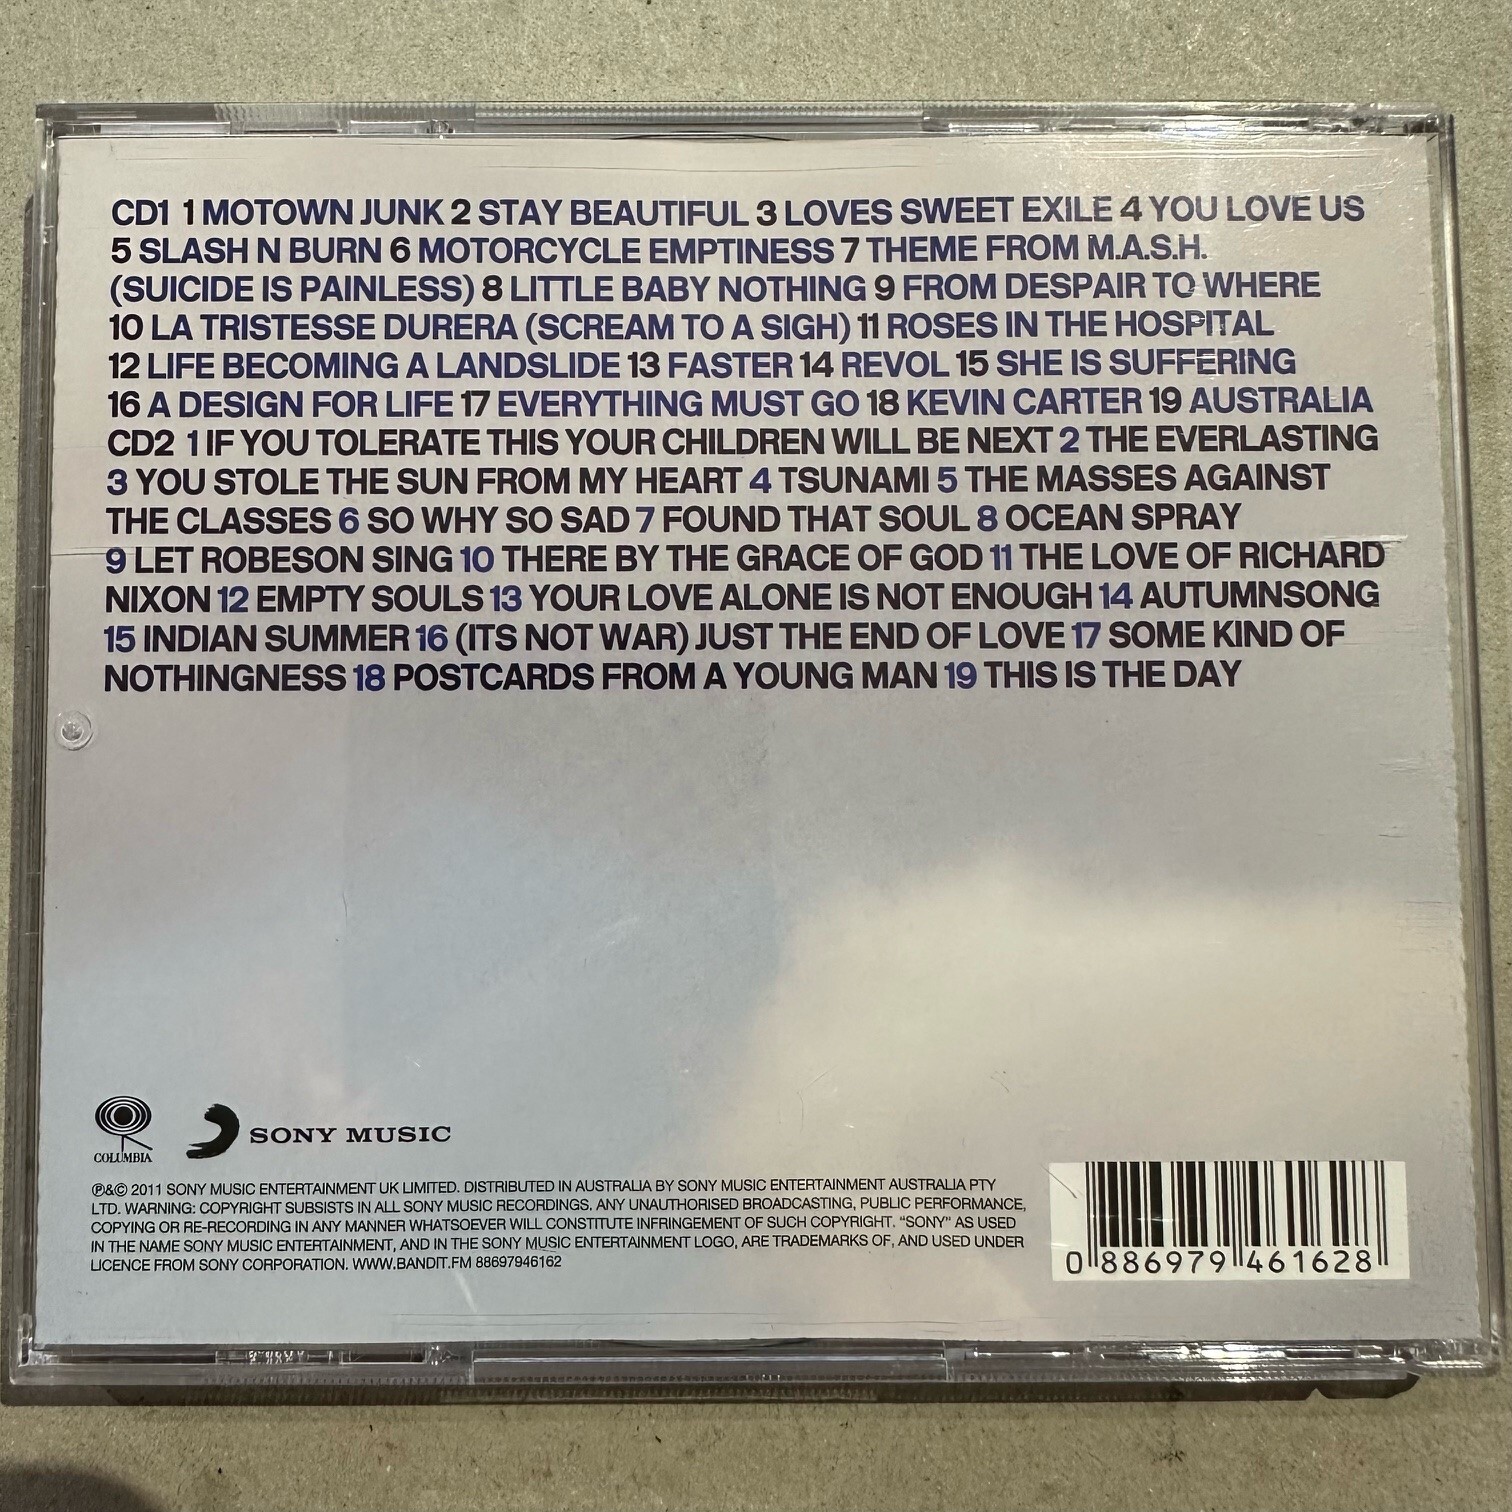 CD1 1 MOTOWN JUNK 2 STAY BEAUTIFUL 3 LOVES SWEET EXILE 4 YOU LOVE US
5 SLASH N BURN 6 MOTORCYCLE EMPTINESS 7 THEME FROM M.A.S.H.
(SUICIDE IS PAINLESS) 8 LITTLE BABY NOTHING 9 FROM DESPAIR TO WHERE
10 LA TRISTESSE DURERA (SCREAM TO A SIGH) 11 ROSES IN THE HOSPITAL
12 LIFE BECOMING A LANDSLIDE 13 FASTER 14 REVOL 15 SHE IS SUFFERING
16 A DESIGN FOR LIFE 17 EVERYTHING MUST GO 18 KEVIN CARTER 19 AUSTRALIA
CD2 1 IF YOU TOLERATE THIS YOUR CHILDREN WILL BE NEXT 2 THE EVERLASTING
3 YOU STOLE THE SUN FROM MY HEART 4 TSUNAMI 5 THE MASSES AGAINST
THE CLASSES 6 SO WHY SO SAD 7 FOUND THAT SOUL 8 OCEAN SPRAY
9 LET ROBESON SING 10 THERE BY THE GRACE OF GOD 11 THE LOVE OF RICHARD
NIXON 12 EMPTY SOULS 13 YOUR LOVE ALONE IS NOT ENOUGH 14 AUTUMNSONG
15 INDIAN SUMMER 16 (ITS NOT WAR) JUST THE END OF LOVE 17 SOME KIND OF
NOTHINGNESS 18 POSTCARDS FROM A YOUNG MAN 19 THIS IS THE DAY
COLUMBIA
SONY MUSIC
℗&© 2011 SONY MUSIC ENTERTAINMENT UK LIMITED. DISTRIBUTED IN AUSTRALIA BY SONY MUSIC ENTERTAINMENT AUSTRALIA PTY
LTD. WARNING: COPYRIGHT SUBSISTS IN ALL SONY MUSIC RECORDINGS. ANY UNAUTHORISED BROADCASTING, PUBLIC PERFORMANCE,
COPYING OR RE-RECORDING IN ANY MANNER WHATSOEVER WILL CONSTITUTE INFRINGEMENT OF SUCH COPYRIGHT. “SONY” AS USED
IN THE NAME SONY MUSIC ENTERTAINMENT, AND IN THE SONY MUSIC ENTERTAINMENT LOGO, ARE TRADEMARKS OF, AND USED UNDER
LICENCE FROM SONY CORPORATION. WWW.BANDIT.FM 88697946162
0 886979 461628